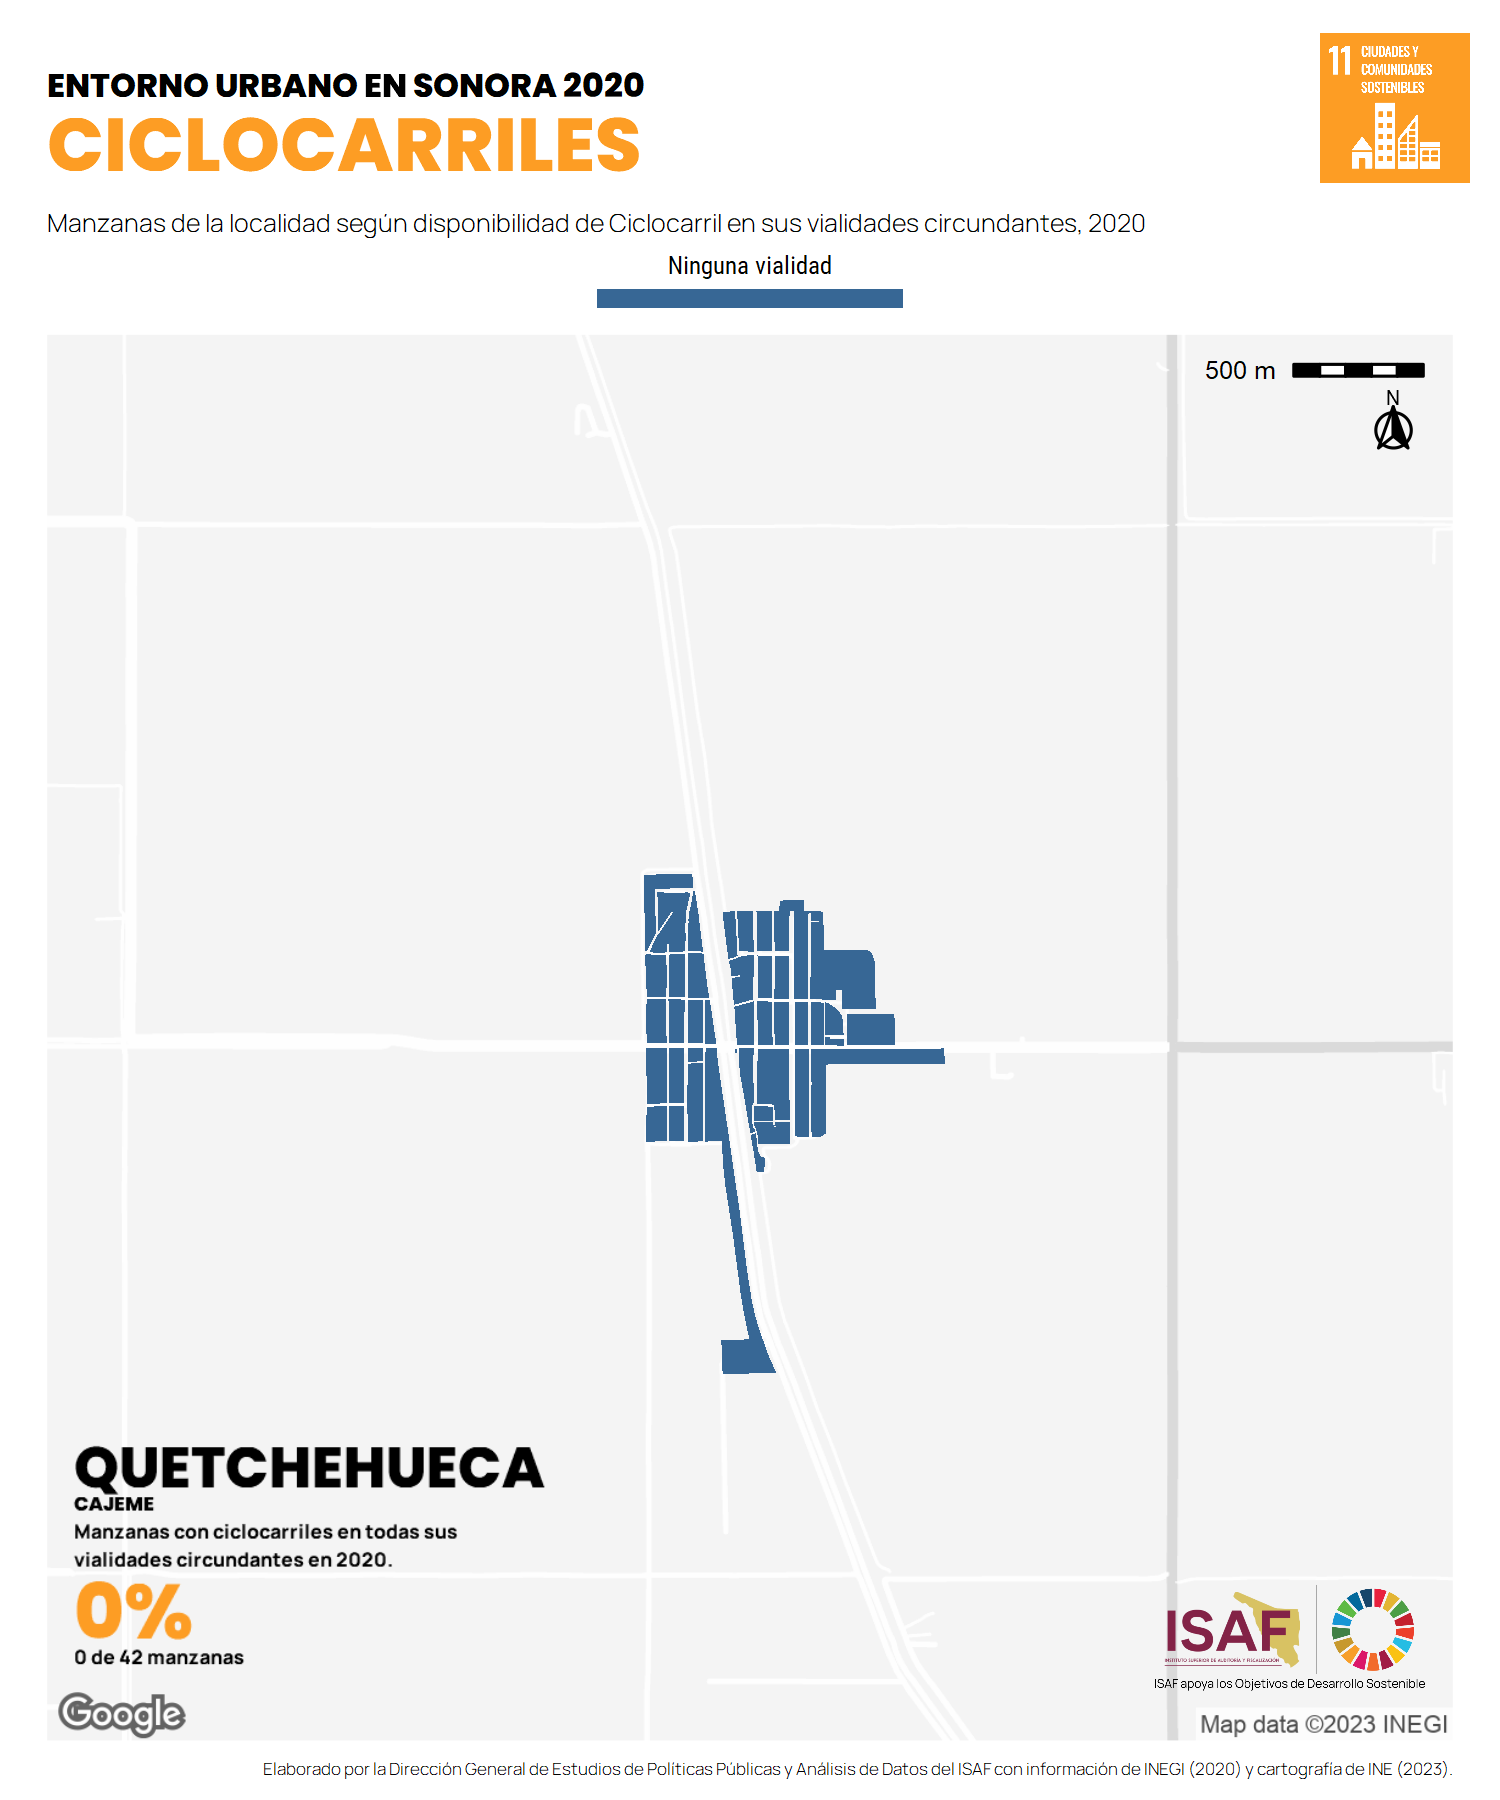 ENTORNO URBANO EN SONORA 2020
CICLOCARRILES
11 CIUDADES Y
COMUNIDADES
SOSTENIBLES
Manzanas de la localidad según disponibilidad de Ciclocarril en sus vialidades circundantes, 2020
Ninguna vialidad
500 m
N
QUETCHEHUECA
CAJEME
Manzanas con ciclocarriles en todas sus
vialidades circundantes en 2020.
0%
0 de 42 manzanas
ISAF
INSTITUTO SUPERIOR DE AUDITORÍA Y FISCALIZACIÓN
ISAF apoya los Objetivos de Desarrollo Sostenible
Google
Map data ©2023 INEGI
Elaborado por la Dirección General de Estudios de Políticas Públicas y Análisis de Datos del ISAF con información de INEGI (2020) y cartografía de INE (2023).